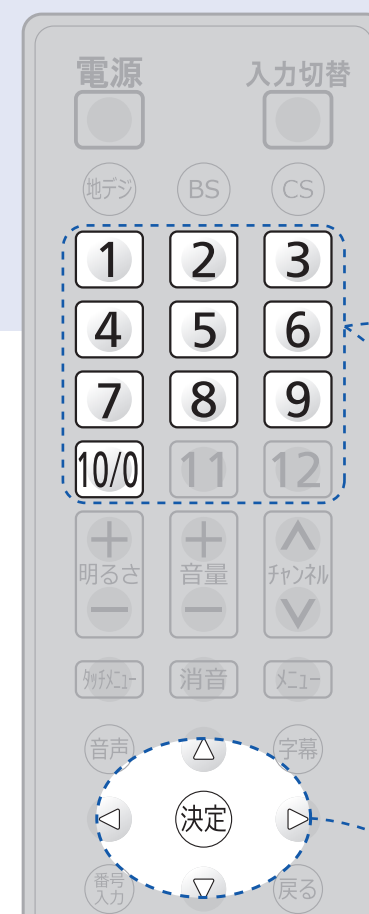 電源 入力切替
地デジ BS CS
1 2 3
4 5 6
7 8 9
10/0 11 12
明るさ 音量 チャンネル
タッチメニュー 消音 メニュー
音声 字幕
決定
番号
入力 戻る